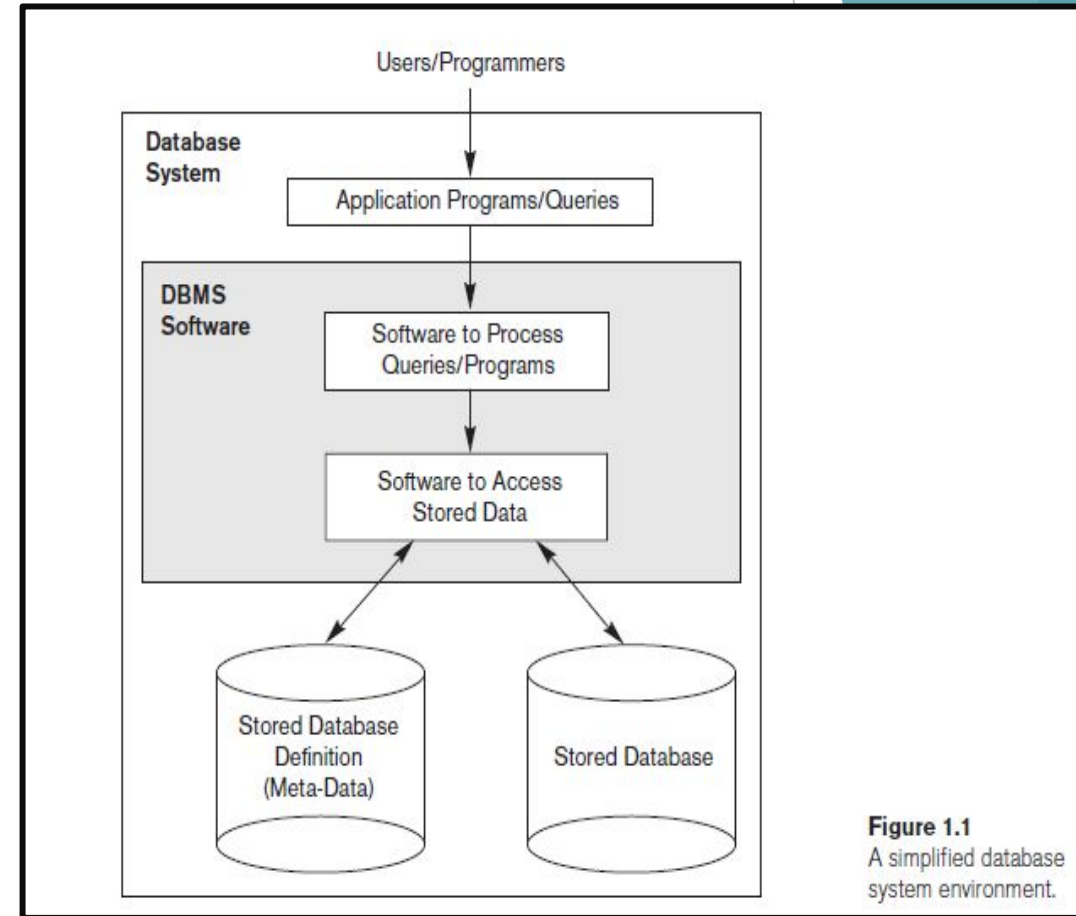 Users/Programmers
Database
System
Application Programs/Queries
DBMS
Software
Software to Process
Queries/Programs
Software to Access
Stored Data
Stored Database
Definition
(Meta-Data)
Stored Database
Figure 1.1
A simplified database
system environment.